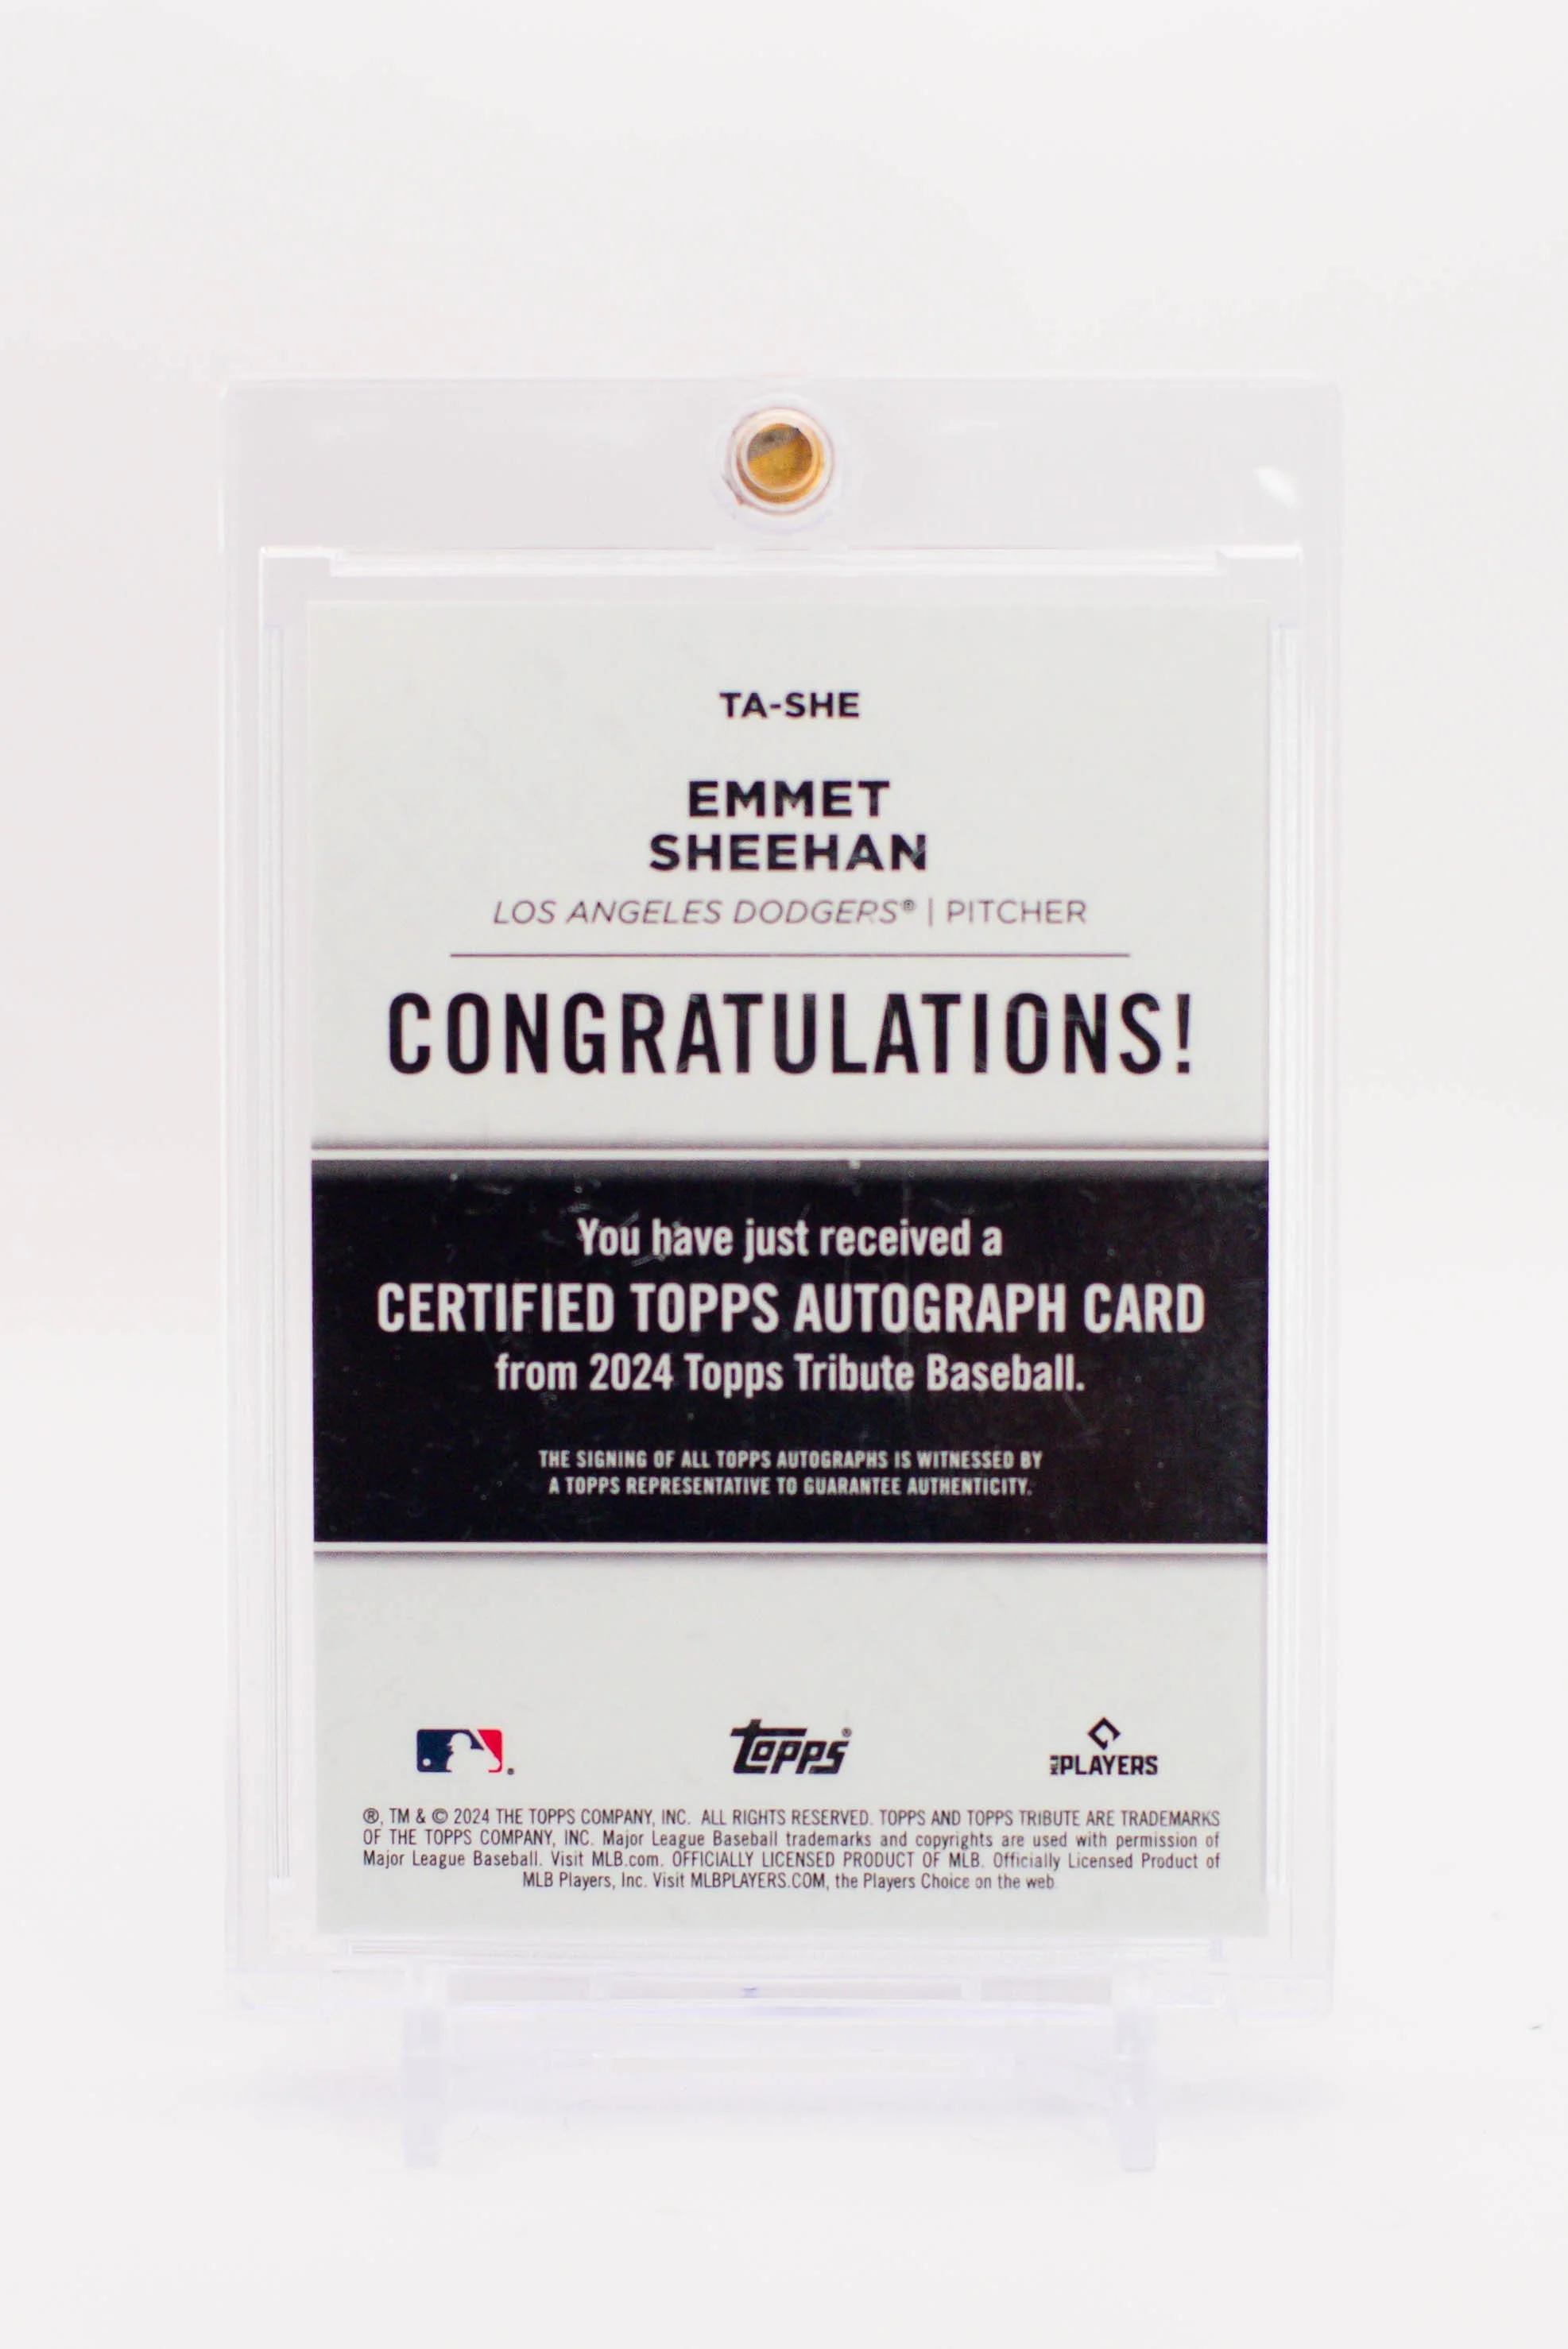 TA-SHE
EMMET
SHEEHAN
LOS ANGELES DODGERS® | PITCHER
CONGRATULATIONS!
You have just received a
CERTIFIED TOPPS AUTOGRAPH CARD
from 2024 Topps Tribute Baseball.
THE SIGNING OF ALL TOPPS AUTOGRAPHS IS WITNESSED BY
A TOPPS REPRESENTATIVE TO GUARANTEE AUTHENTICITY.
topps® MLB PLAYERS
®, TM & © 2024 THE TOPPS COMPANY, INC. ALL RIGHTS RESERVED. TOPPS AND TOPPS TRIBUTE ARE TRADEMARKS
OF THE TOPPS COMPANY, INC. Major League Baseball trademarks and copyrights are used with permission of
Major League Baseball. Visit MLB.com. OFFICIALLY LICENSED PRODUCT OF MLB. Officially Licensed Product of
MLB Players, Inc. Visit MLBPLAYERS.COM, the Players Choice on the web.